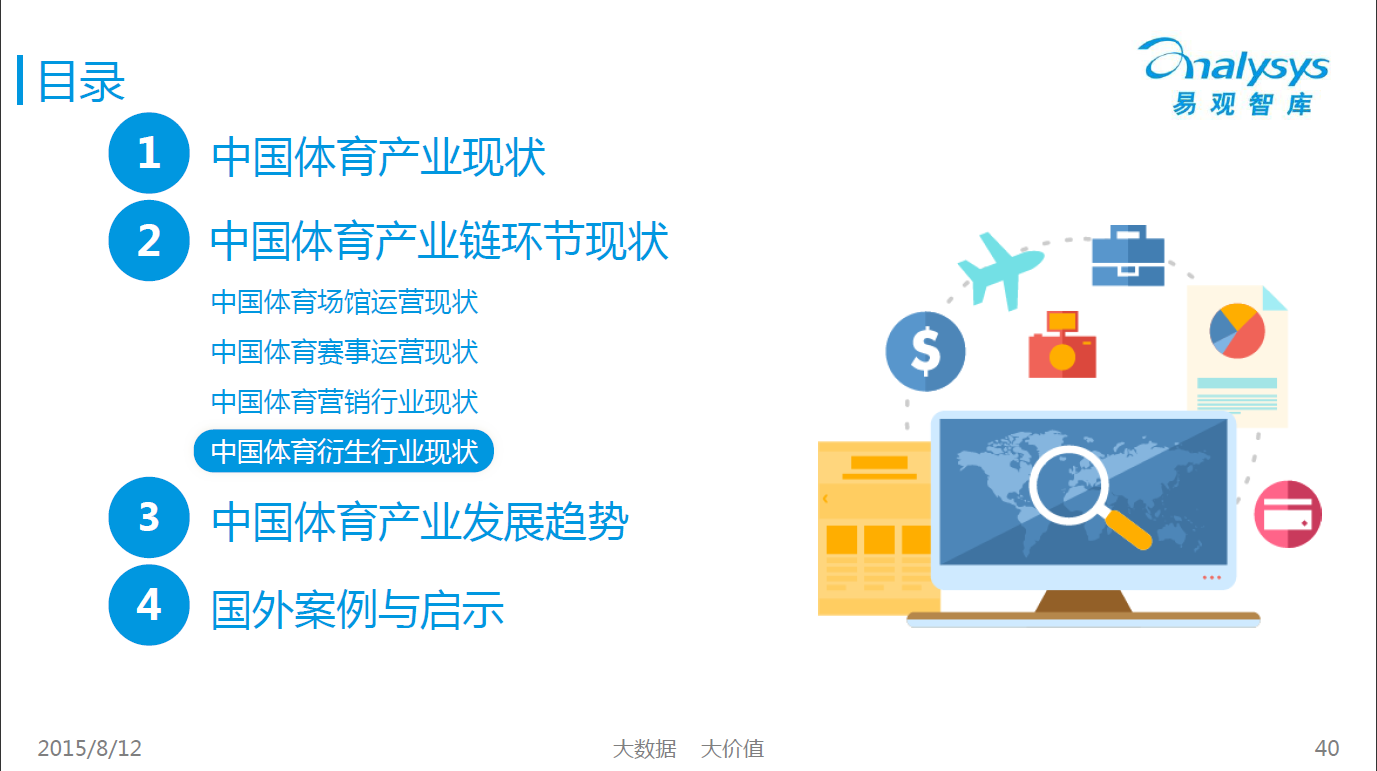 目录
analysys
易观智库
1 中国体育产业现状
2 中国体育产业链环节现状
中国体育场馆运营现状
中国体育赛事运营现状
中国体育营销行业现状
中国体育衍生行业现状
3 中国体育产业发展趋势
4 国外案例与启示
$
2015/8/12 大数据 大价值 40